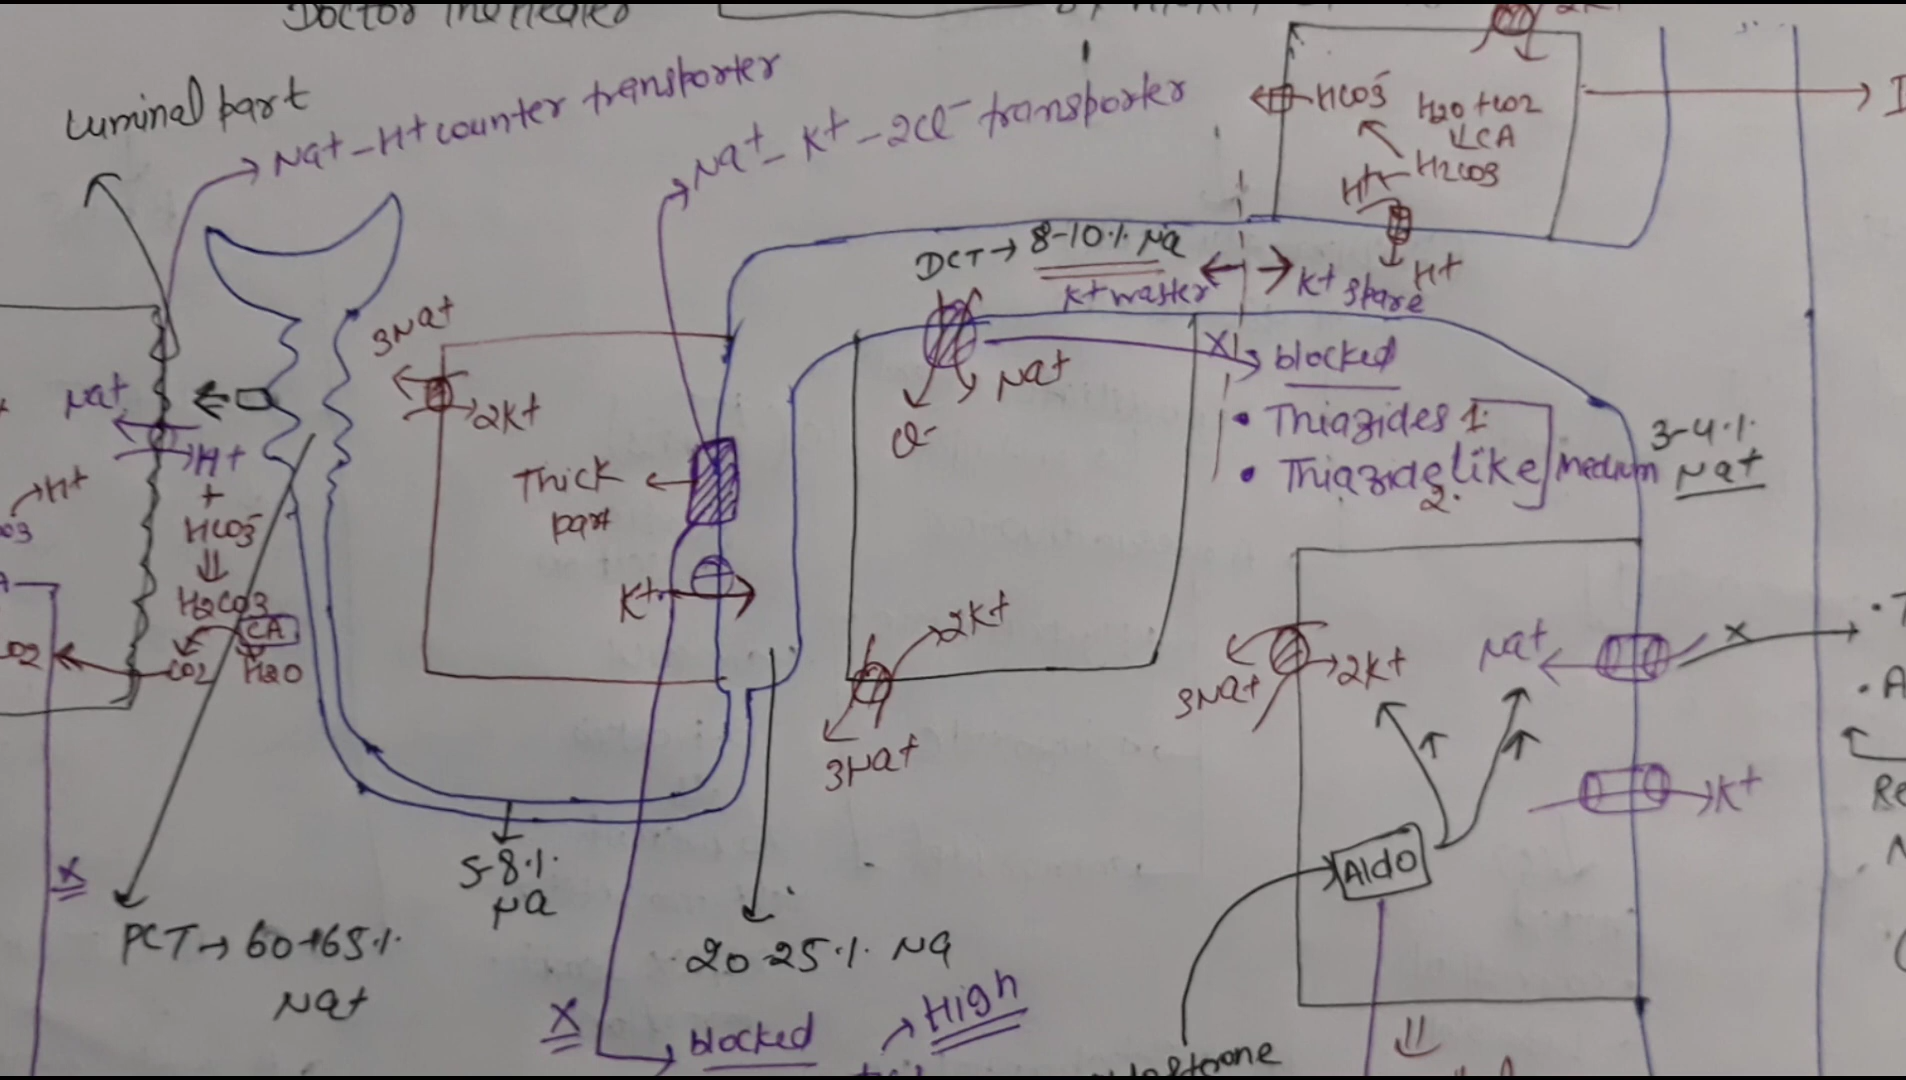 Doctor The Healer
Luminal part
Na+-H+ counter transporter
Na+-K+-2Cl- transporter
HCO3-
H2O+CO2
CA
H2CO3
H+
H+
DCT→ 8-10% Na
K+ waster
K+ spare
3Na+
2K+
Na+
H+
+
HCO3-
H2CO3
CA
CO2
H2O
H+
Thick
part
K+
Cl-
Na+
X
blocked
• Thiazides 1.
• Thiazide like
2.
medium
3-4%
Na+
2K+
3Na+
3Na+
2K+
Na+
X
K+
Aldo
5-8%
Na
PCT→ 60+65%
Na+
20-25% Na
X
blocked
High
X